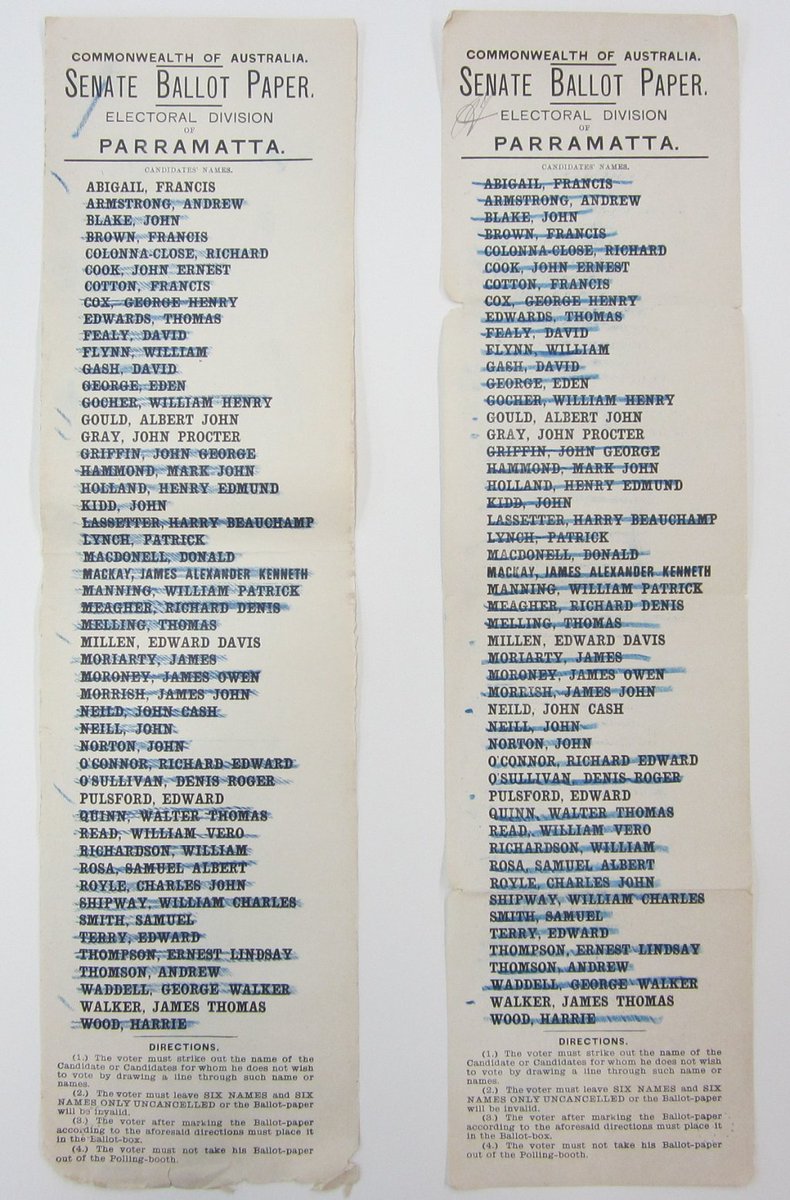 COMMONWEALTH OF AUSTRALIA.
SENATE BALLOT PAPER.
ELECTORAL DIVISION
OF
PARRAMATTA.
CANDIDATES' NAMES.
ABIGAIL, FRANCIS
ARMSTRONG, ANDREW
BLAKE, JOHN
BROWN, FRANCIS
COLONNA-CLOSE, RICHARD
COOK, JOHN ERNEST
COTTON, FRANCIS
COX, GEORGE HENRY
EDWARDS, THOMAS
FEALY, DAVID
FLYNN, WILLIAM
GASH, DAVID
GEORGE, EDEN
GOCHER, WILLIAM HENRY
GOULD, ALBERT JOHN
GRAY, JOHN PROCTER
GRIFFIN, JOHN GEORGE
HAMMOND, MARK JOHN
HOLLAND, HENRY EDMUND
KIDD, JOHN
LASSETTER, HARRY BEAUCHAMP
LYNCH, PATRICK
MACDONELL, DONALD
MACKAY, JAMES ALEXANDER KENNETH
MANNING, WILLIAM PATRICK
MEAGHER, RICHARD DENIS
MELLING, THOMAS
MILLEN, EDWARD DAVIS
MORIARTY, JAMES
MORONEY, JAMES OWEN
MORRISH, JAMES JOHN
NEILD, JOHN CASH
NEILL, JOHN
NORTON, JOHN
O'CONNOR, RICHARD EDWARD
O'SULLIVAN, DENIS ROGER
PULSFORD, EDWARD
QUINN, WALTER THOMAS
READ, WILLIAM VERO
RICHARDSON, WILLIAM
ROSA, SAMUEL ALBERT
ROYLE, CHARLES JOHN
SHIPWAY, WILLIAM CHARLES
SMITH, SAMUEL
TERRY, EDWARD
THOMPSON, ERNEST LINDSAY
THOMSON, ANDREW
WADDELL, GEORGE WALKER
WALKER, JAMES THOMAS
WOOD, HARRIE
DIRECTIONS.
(1.) The voter must strike out the name of the
Candidate or Candidates for whom he does not wish
to vote by drawing a line through such name or
names.
(2.) The voter must leave SIX NAMES and SIX
NAMES ONLY UNCANCELLED or the Ballot-paper
will be invalid.
(3.) The voter after marking the Ballot-paper
according to the aforesaid directions must place it
in the Ballot-box.
(4.) The voter must not take his Ballot-paper
out of the Polling-booth.
COMMONWEALTH OF AUSTRALIA.
SENATE BALLOT PAPER.
ELECTORAL DIVISION
OF
PARRAMATTA.
CANDIDATES' NAMES.
ABIGAIL, FRANCIS
ARMSTRONG, ANDREW
BLAKE, JOHN
BROWN, FRANCIS
COLONNA-CLOSE, RICHARD
COOK, JOHN ERNEST
COTTON, FRANCIS
COX, GEORGE HENRY
EDWARDS, THOMAS
FEALY, DAVID
FLYNN, WILLIAM
GASH, DAVID
GEORGE, EDEN
GOCHER, WILLIAM HENRY
GOULD, ALBERT JOHN
GRAY, JOHN PROCTER
GRIFFIN, JOHN GEORGE
HAMMOND, MARK JOHN
HOLLAND, HENRY EDMUND
KIDD, JOHN
LASSETTER, HARRY BEAUCHAMP
LYNCH, PATRICK
MACDONELL, DONALD
MACKAY, JAMES ALEXANDER KENNETH
MANNING, WILLIAM PATRICK
MEAGHER, RICHARD DENIS
MELLING, THOMAS
MILLEN, EDWARD DAVIS
MORIARTY, JAMES
MORONEY, JAMES OWEN
MORRISH, JAMES JOHN
NEILD, JOHN CASH
NEILL, JOHN
NORTON, JOHN
O'CONNOR, RICHARD EDWARD
O'SULLIVAN, DENIS ROGER
PULSFORD, EDWARD
QUINN, WALTER THOMAS
READ, WILLIAM VERO
RICHARDSON, WILLIAM
ROSA, SAMUEL ALBERT
ROYLE, CHARLES JOHN
SHIPWAY, WILLIAM CHARLES
SMITH, SAMUEL
TERRY, EDWARD
THOMPSON, ERNEST LINDSAY
THOMSON, ANDREW
WADDELL, GEORGE WALKER
WALKER, JAMES THOMAS
WOOD, HARRIE
DIRECTIONS.
(1.) The voter must strike out the name of the
Candidate or Candidates for whom he does not wish
to vote by drawing a line through such name or
names.
(2.) The voter must leave SIX NAMES and SIX
NAMES ONLY UNCANCELLED or the Ballot-paper
will be invalid.
(3.) The voter after marking the Ballot-paper
according to the aforesaid directions must place it
in the Ballot-box.
(4.) The voter must not take his Ballot-paper
out of the Polling-booth.